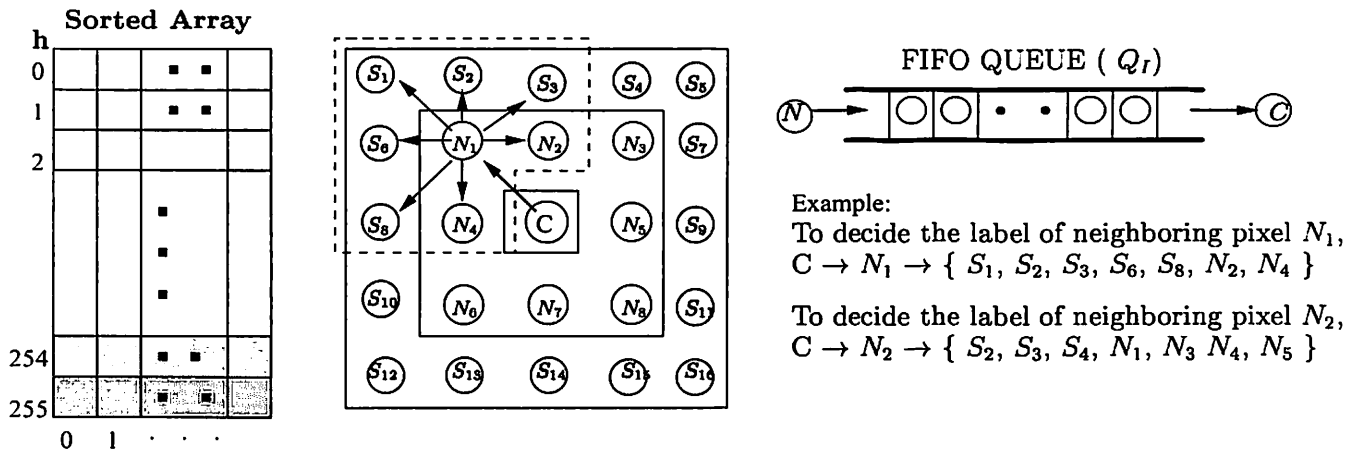 Sorted Array
h
0
1
2
254
255
0 1 · · ·
S1 S2 S3 S4 S5
S6 N1 N2 N3 S7
S8 N4 C N5 S9
S10 N6 N7 N8 S11
S12 S13 S14 S15 S16
FIFO QUEUE ( QI)
N C
Example:
To decide the label of neighboring pixel N1,
C → N1 → { S1, S2, S3, S6, S8, N2, N4 }
To decide the label of neighboring pixel N2,
C → N2 → { S2, S3, S4, N1, N3 N4, N5 }